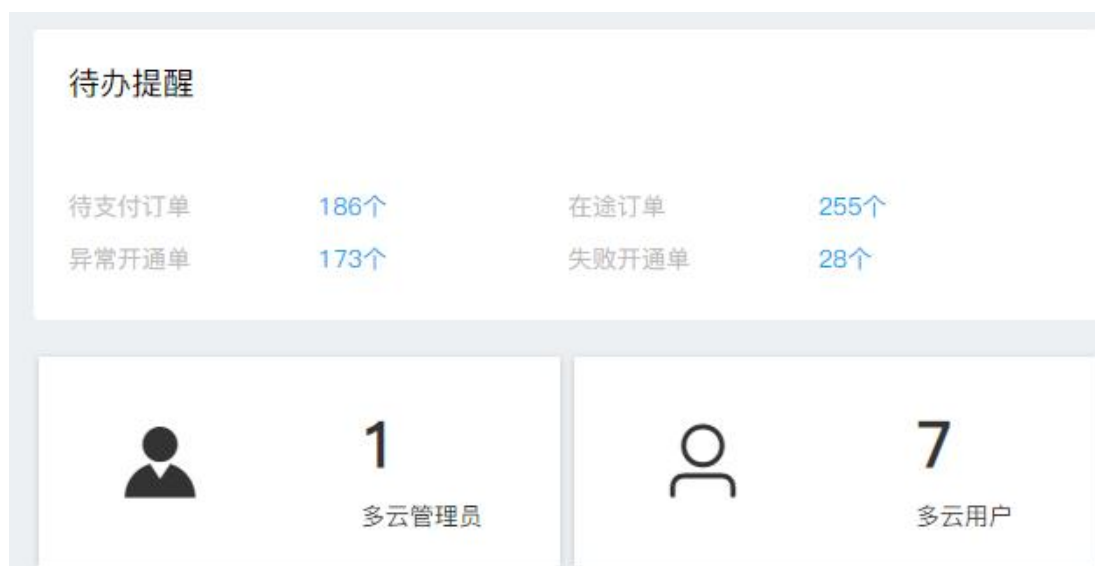 待办提醒
待支付订单 186个 在途订单 255个
异常开通单 173个 失败开通单 28个
1 7
多云管理员 多云用户